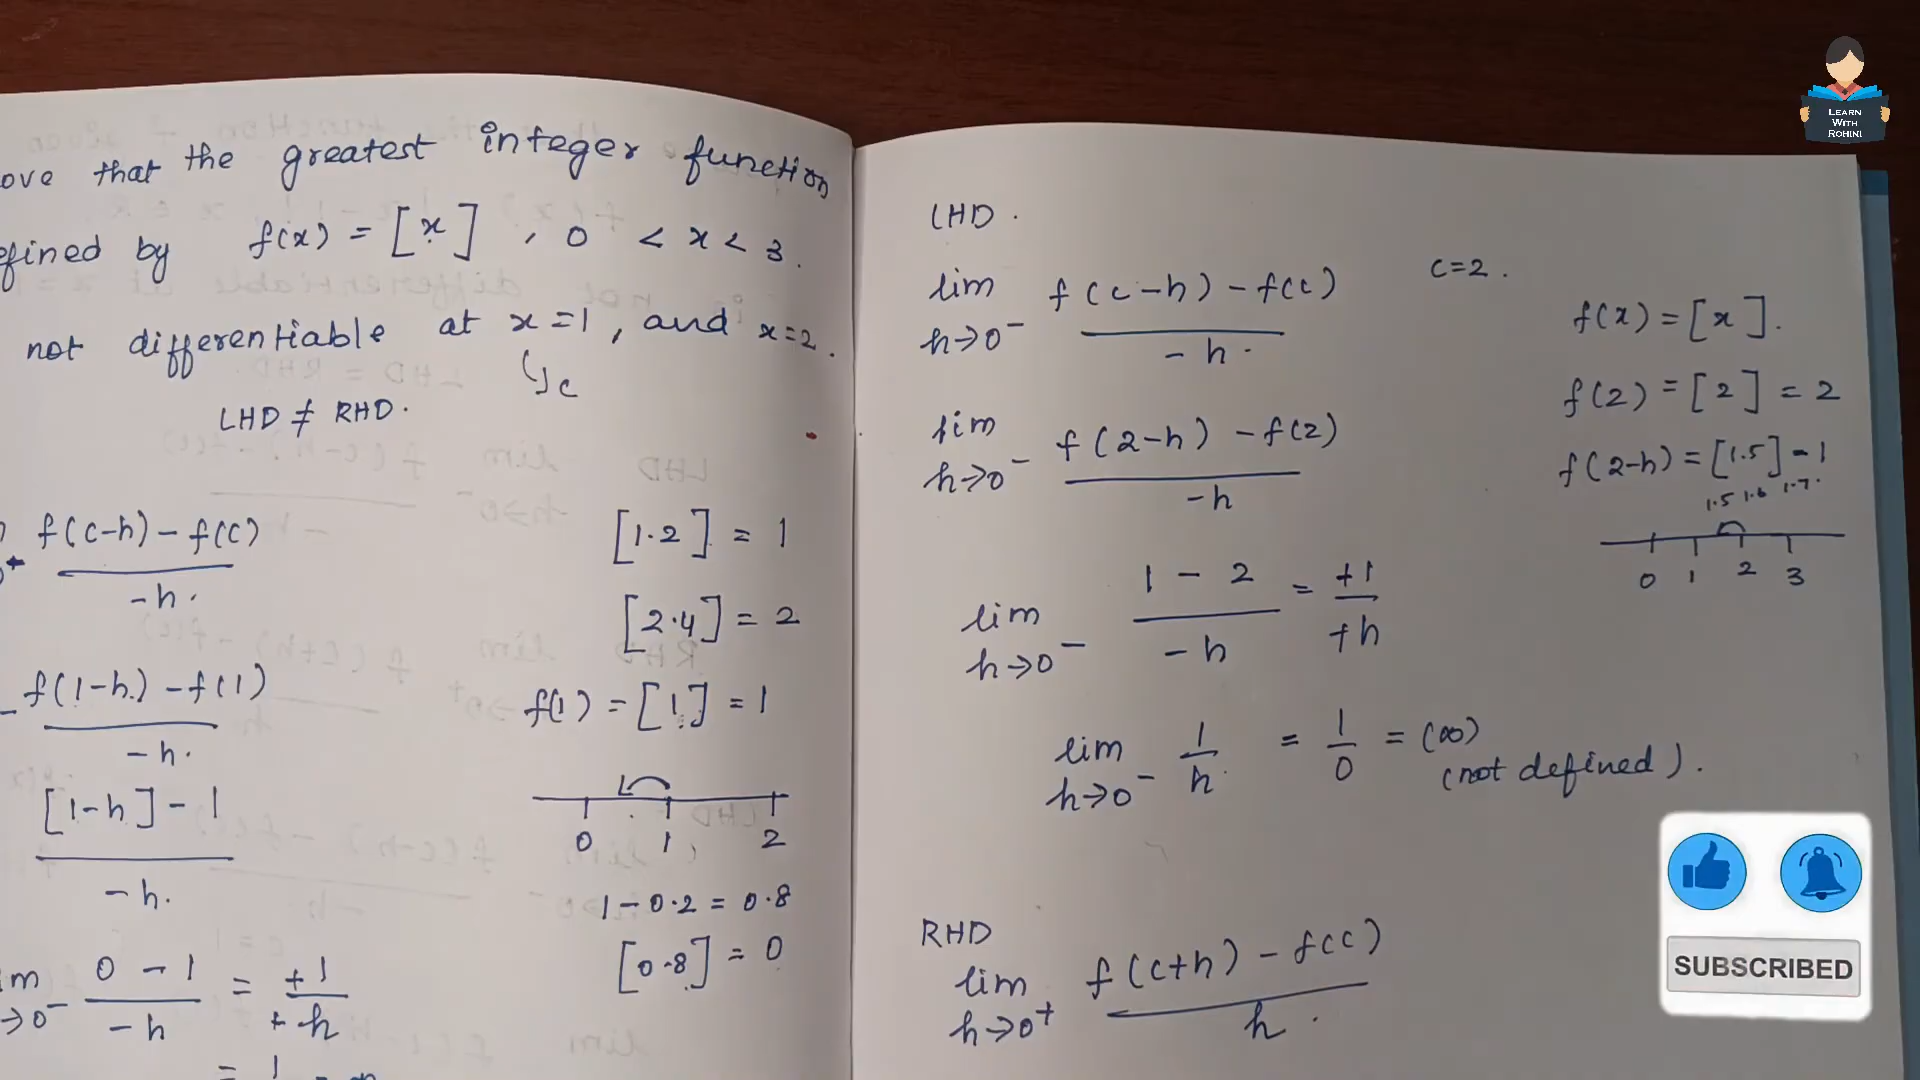 ove that the greatest integer function
efined by f(x) = [x] , 0 < x < 3.
not differentiable at x=1, and x=2.
↳ c
LHD ≠ RHD.
f(c-h) - f(c)
-h.
f(1-h.) - f(1)
-h.
[1-h] - 1
-h.
im 0 - 1 = +1
→0⁻ -h + h
= 1
[1.2] = 1
[2.4] = 2
f(1) = [1] = 1
0 1 2
1 - 0.2 = 0.8
[0.8] = 0
LHD.
lim f(c-h) - f(c)
h→0⁻ -h.
lim f(2-h) - f(2)
h→0⁻ -h
lim 1 - 2 = +1
h→0⁻ -h +h
lim 1 = 1 = (∞)
h→0⁻ h 0 (not defined).
RHD
lim f(c+h) - f(c)
h→0⁺ h.
c=2.
f(x) = [x].
f(2) = [2] = 2
f(2-h) = [1.5] = 1
1.5 1.6 1.7.
0 1 2 3
LEARN
WITH
ROHINI
SUBSCRIBED